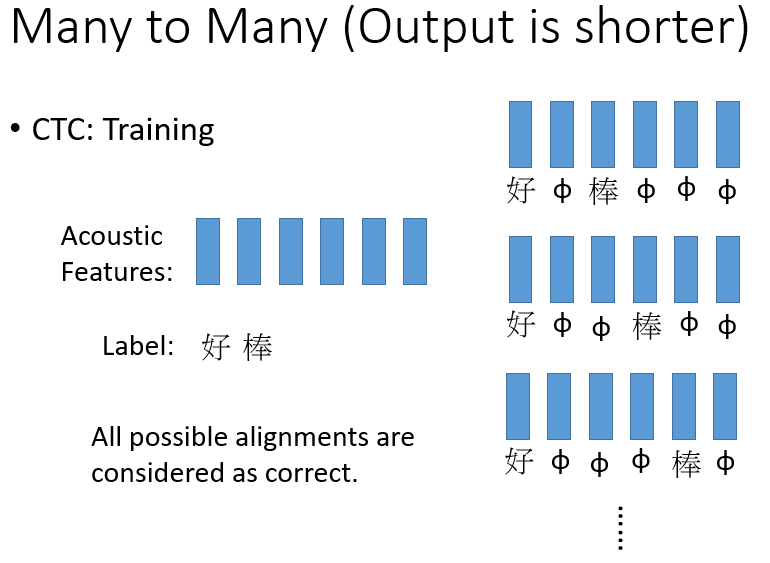 Many to Many (Output is shorter)
• CTC: Training
Acoustic
Features:
Label: 好 棒
All possible alignments are
considered as correct.
好 ф 棒 ф ф ф
好 ф ф 棒 ф ф
好 ф ф ф 棒 ф
......